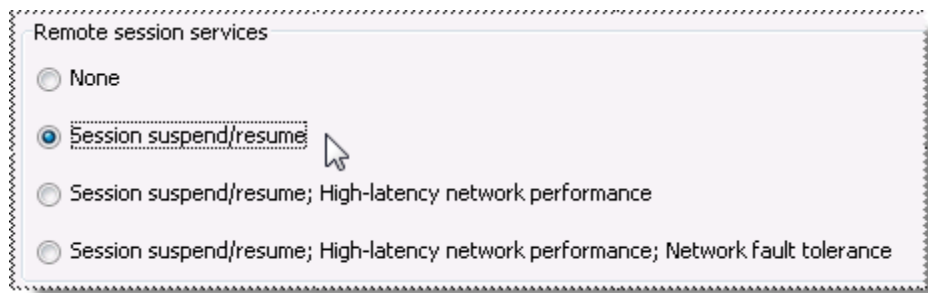 Remote session services
None
Session suspend/resume
Session suspend/resume; High-latency network performance
Session suspend/resume; High-latency network performance; Network fault tolerance